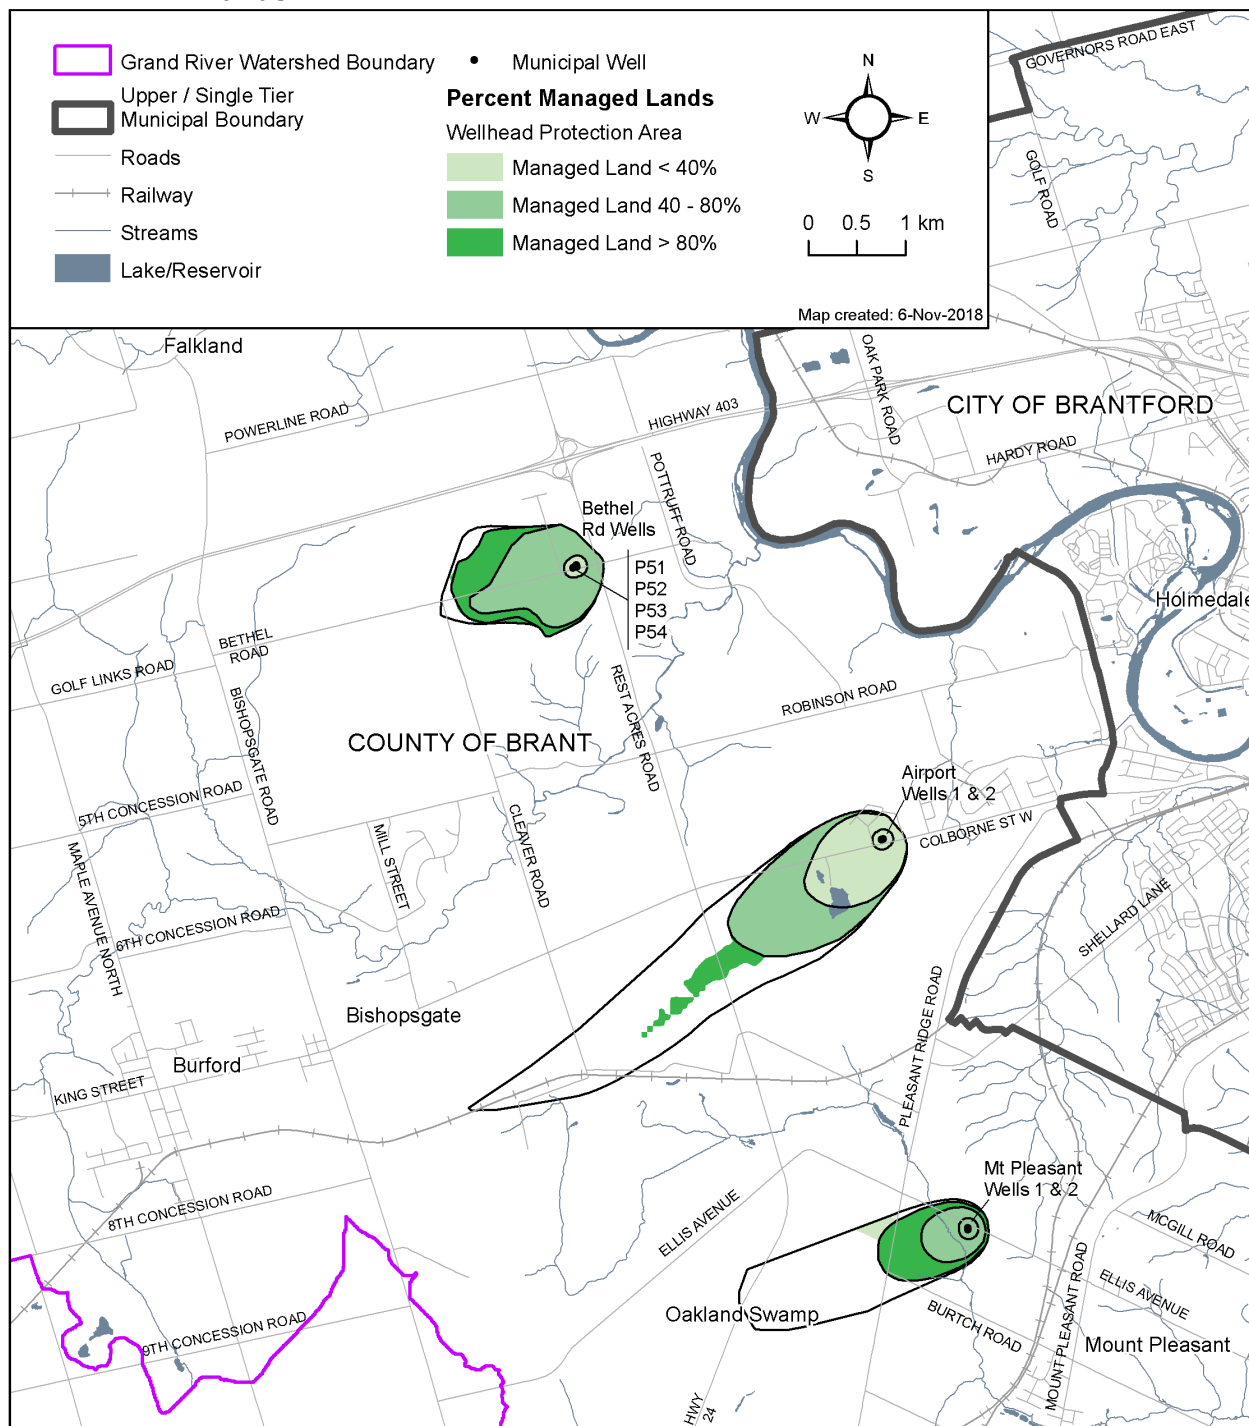 Grand River Watershed Boundary
Upper / Single Tier
Municipal Boundary
Roads
Railway
Streams
Lake/Reservoir
Municipal Well
Percent Managed Lands
Wellhead Protection Area
Managed Land < 40%
Managed Land 40 - 80%
Managed Land > 80%
N
W
E
S
0 0.5 1 km
Map created: 6-Nov-2018
GOVERNORS ROAD EAST
GOLF ROAD
Falkland
POWERLINE ROAD
HIGHWAY 403
OAK PARK ROAD
CITY OF BRANTFORD
HARDY ROAD
POTTRUFF ROAD
Bethel
Rd Wells
P51
P52
P53
P54
Holmedale
BETHEL
ROAD
GOLF LINKS ROAD
BISHOPSGATE ROAD
REST ACRES ROAD
ROBINSON ROAD
COUNTY OF BRANT
Airport
Wells 1 & 2
5TH CONCESSION ROAD
CLEAVER ROAD
MILL STREET
COLBORNE ST W
MAPLE AVENUE NORTH
6TH CONCESSION ROAD
SHELLARD LANE
Bishopsgate
PLEASANT RIDGE ROAD
Burford
KING STREET
Mt Pleasant
Wells 1 & 2
8TH CONCESSION ROAD
ELLIS AVENUE
MCGILL ROAD
ELLIS AVENUE
MOUNT PLEASANT ROAD
Oakland Swamp
BURTCH ROAD
9TH CONCESSION ROAD
Mount Pleasant
HWY
24